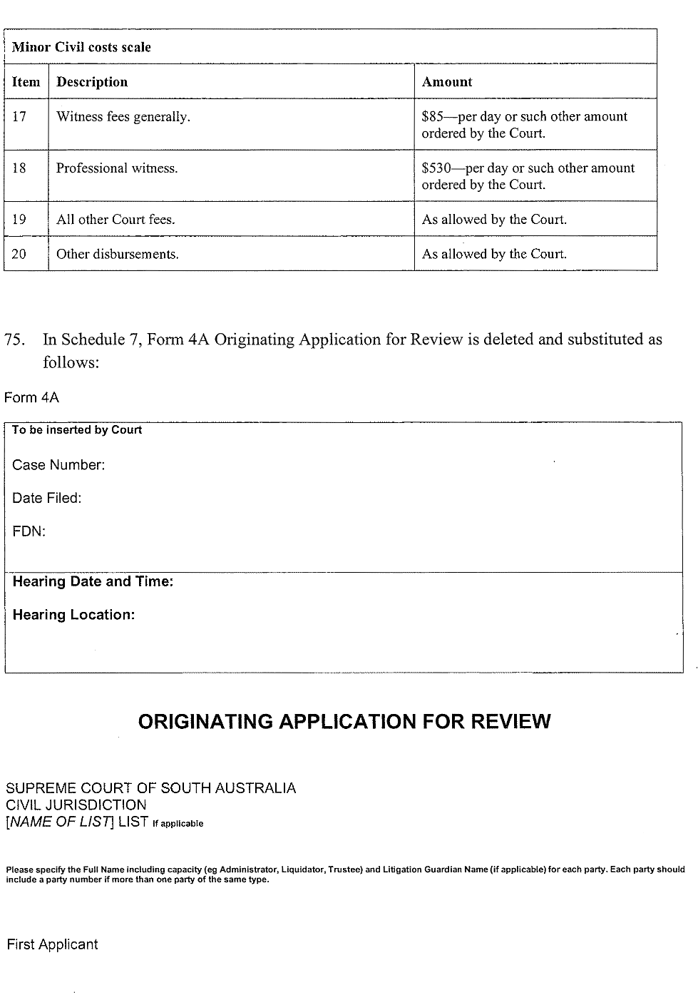 Minor Civil costs scale
Item Description Amount
17 Witness fees generally. $85—per day or such other amount
ordered by the Court.
18 Professional witness. $530—per day or such other amount
ordered by the Court.
19 All other Court fees. As allowed by the Court.
20 Other disbursements. As allowed by the Court.
75. In Schedule 7, Form 4A Originating Application for Review is deleted and substituted as
follows:
Form 4A
To be inserted by Court
Case Number:
Date Filed:
FDN:
Hearing Date and Time:
Hearing Location:
ORIGINATING APPLICATION FOR REVIEW
SUPREME COURT OF SOUTH AUSTRALIA
CIVIL JURISDICTION
[NAME OF LIST] LIST If applicable
Please specify the Full Name including capacity (eg Administrator, Liquidator, Trustee) and Litigation Guardian Name (if applicable) for each party. Each party should
include a party number if more than one party of the same type.
First Applicant